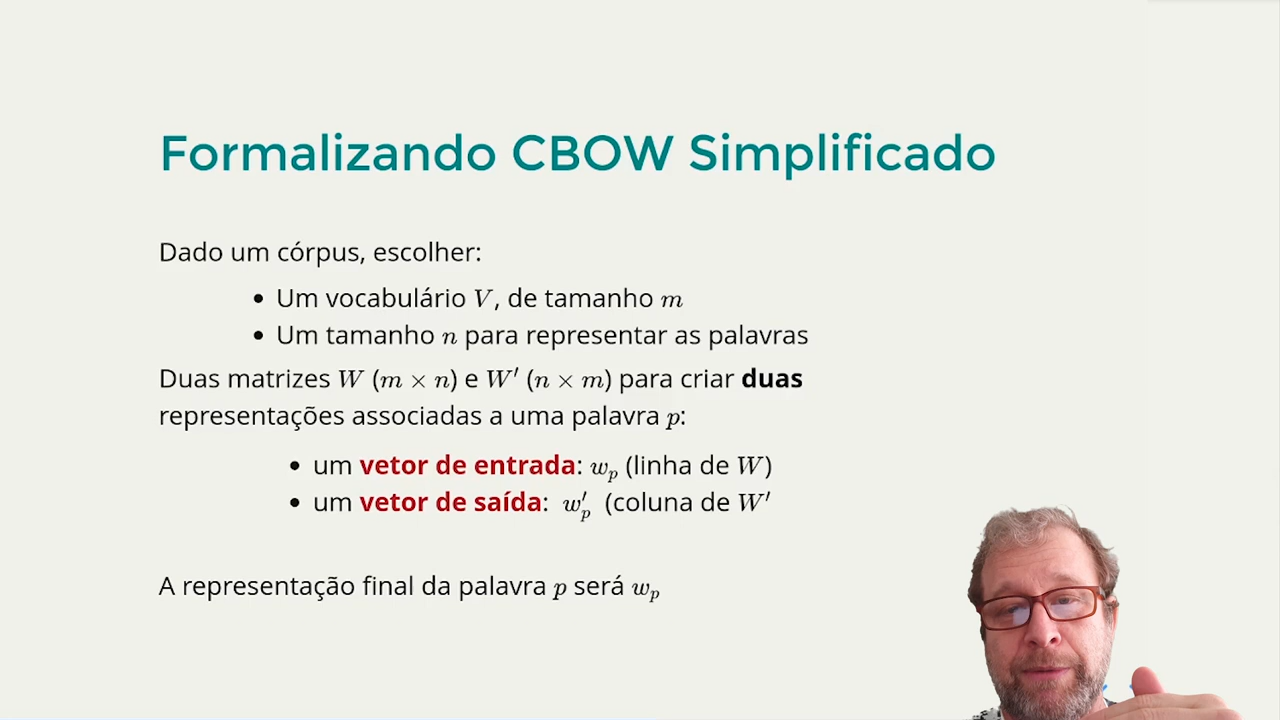 Formalizando CBOW Simplificado
Dado um córpus, escolher:
• Um vocabulário V, de tamanho m
• Um tamanho n para representar as palavras
Duas matrizes W (m × n) e W′ (n × m) para criar duas
representações associadas a uma palavra p:
• um vetor de entrada: w_p (linha de W)
• um vetor de saída: w′_p (coluna de W′
A representação final da palavra p será w_p